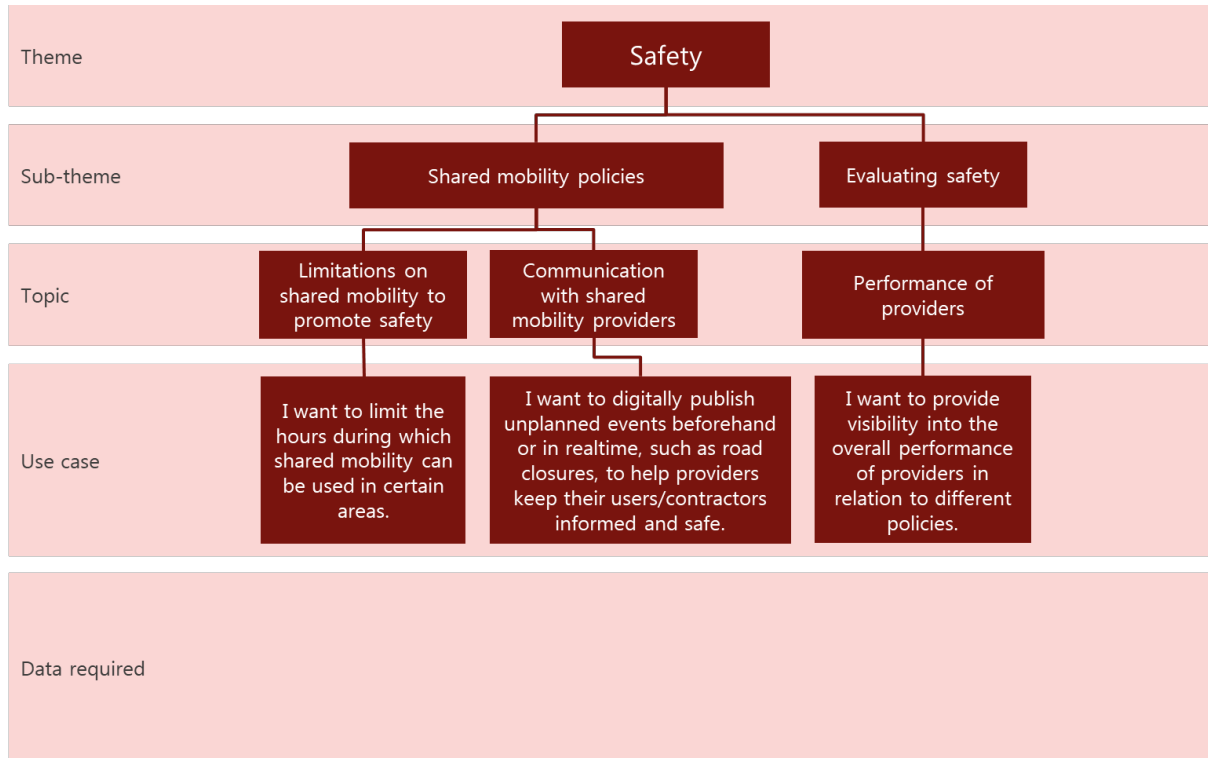 Theme
Safety
Sub-theme
Shared mobility policies
Evaluating safety
Topic
Limitations on
shared mobility to
promote safety
Communication
with shared
mobility providers
Performance of
providers
Use case
I want to limit the
hours during which
shared mobility can
be used in certain
areas.
I want to digitally publish
unplanned events beforehand
or in realtime, such as road
closures, to help providers
keep their users/contractors
informed and safe.
I want to provide
visibility into the
overall performance
of providers in
relation to different
policies.
Data required